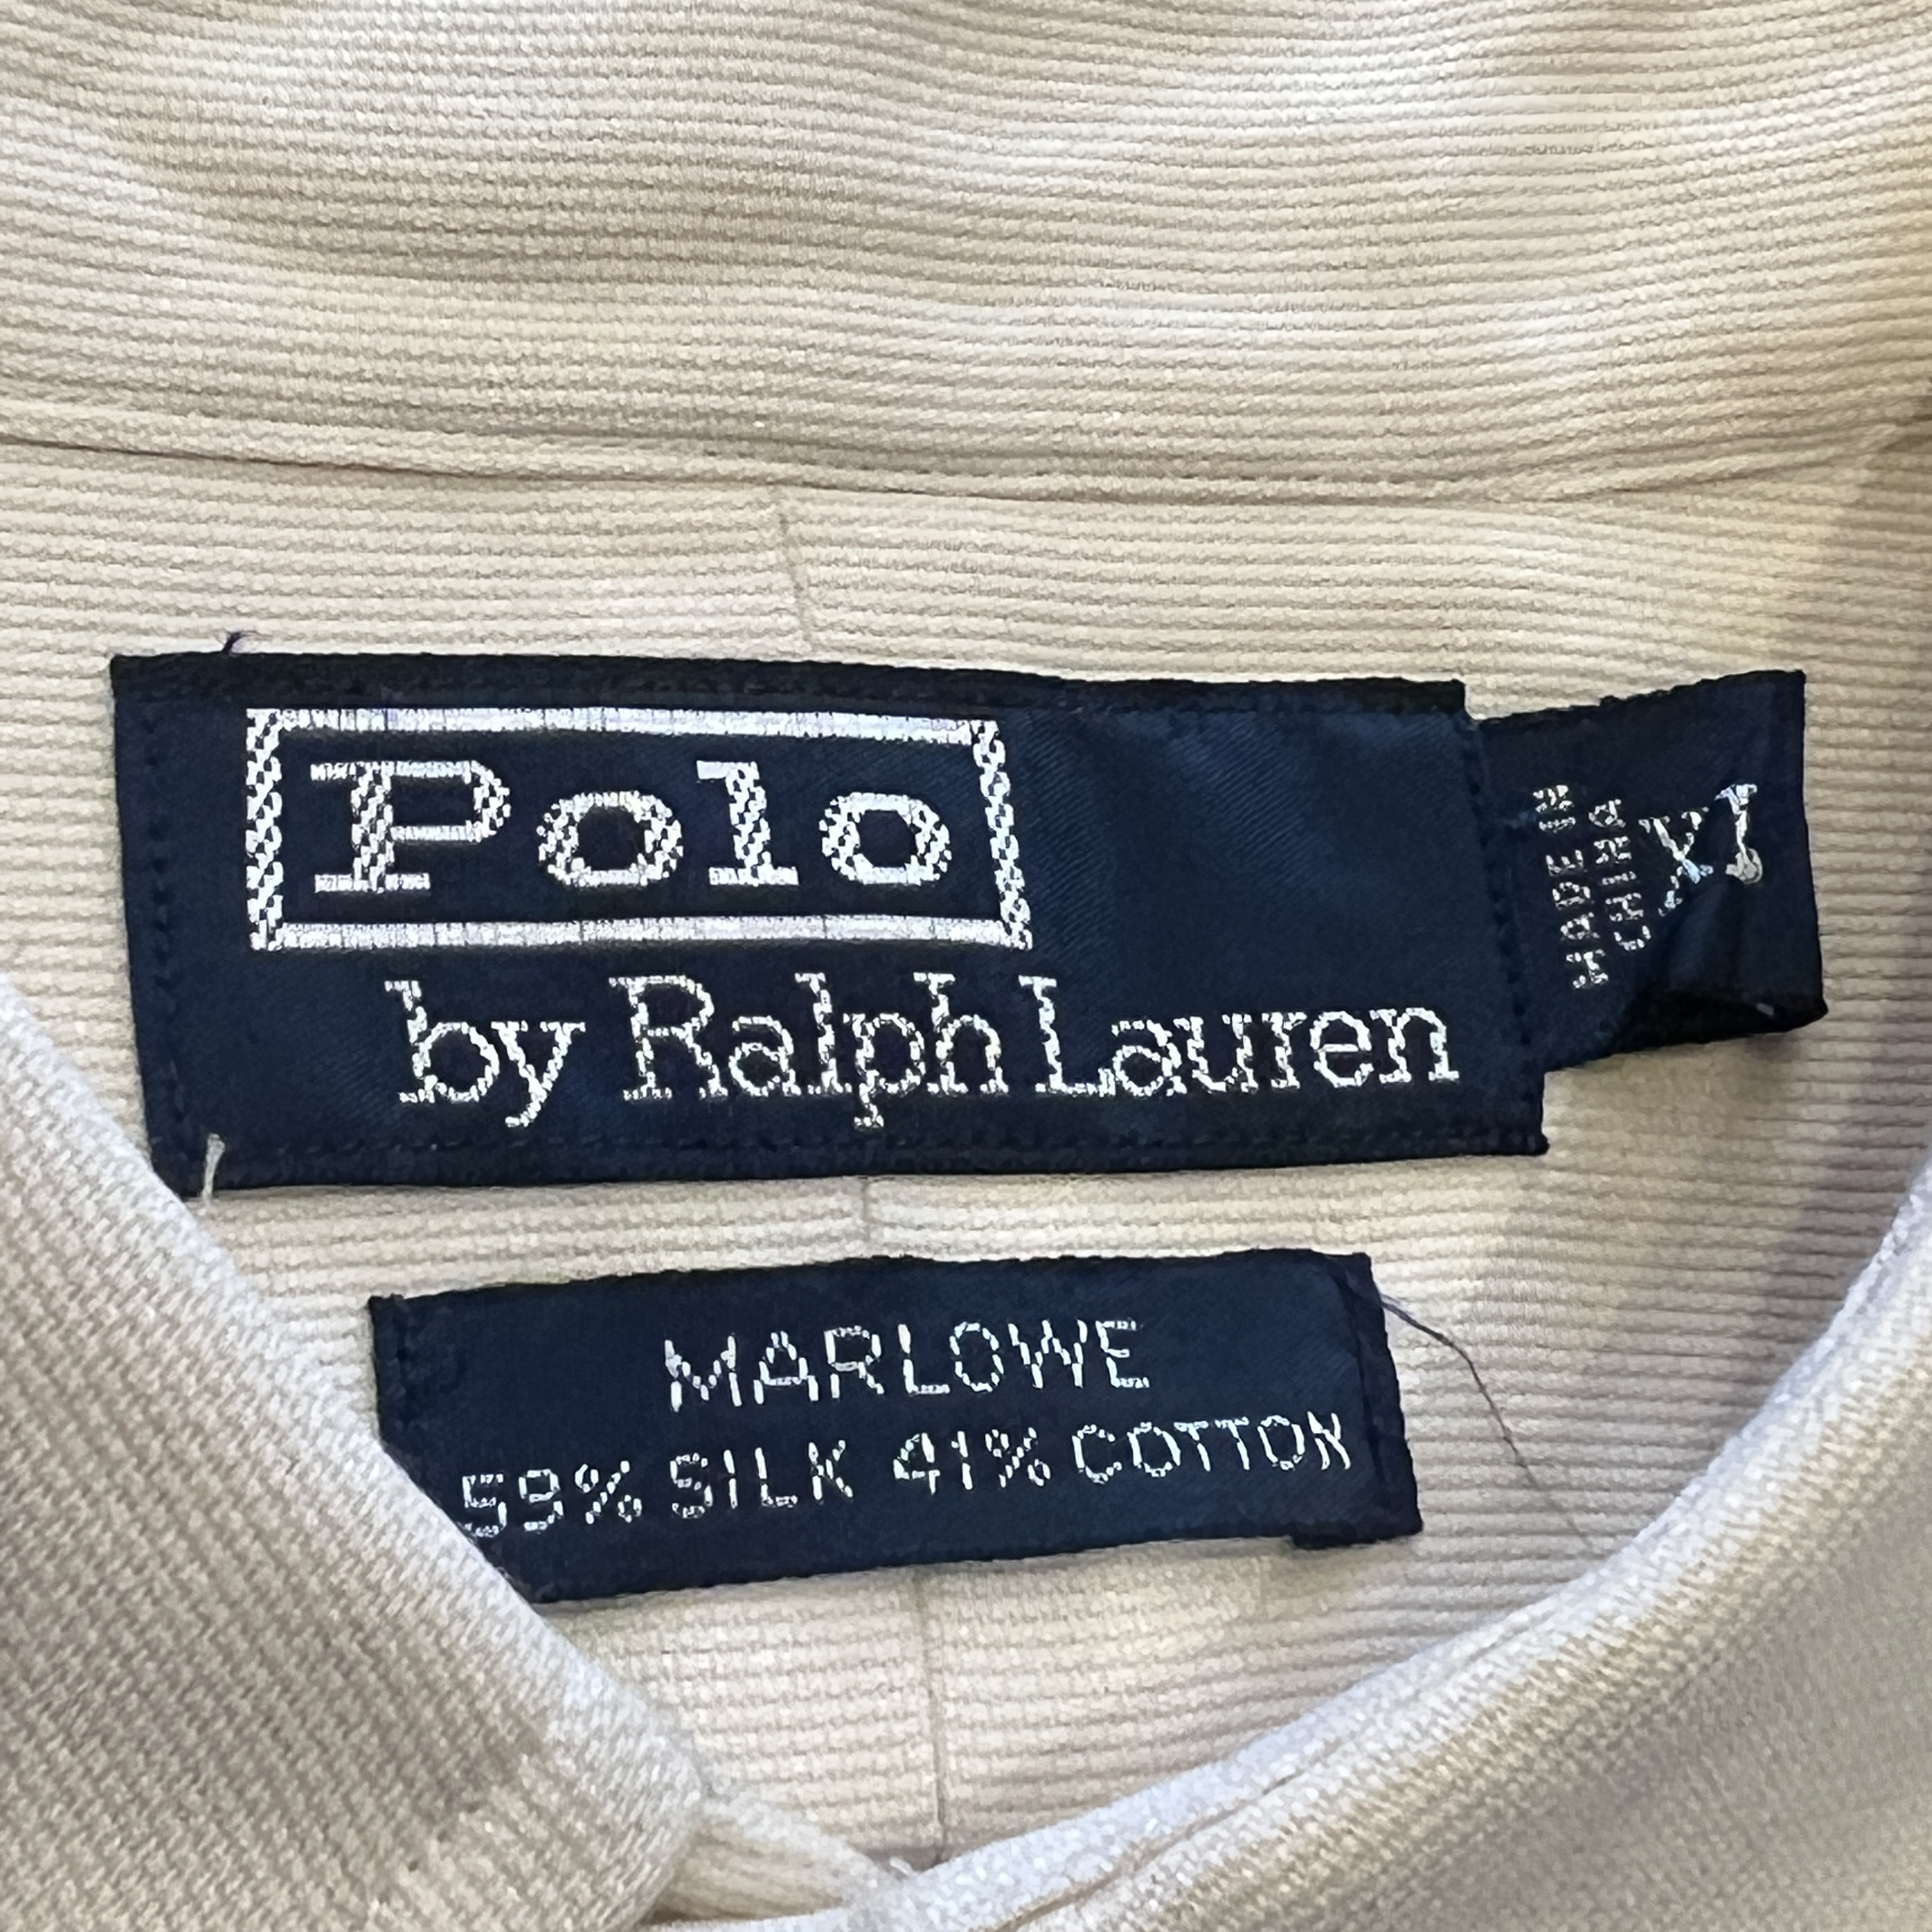 Polo
by Ralph Lauren
MADE IN
CHINA
XL
MARLOWE
59% SILK 41% COTTON